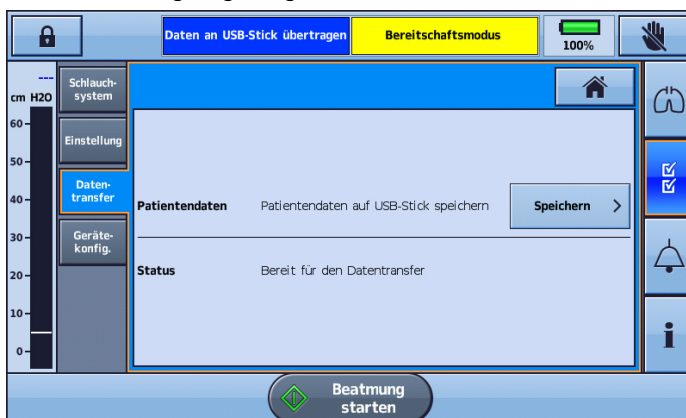 Daten an USB-Stick übertragen
Bereitschaftsmodus
100%
---
cm H2O
60
50
40
30
20
10
0
Schlauch-
system
Einstellung
Daten-
transfer
Geräte-
konfig.
Patientendaten Patientendaten auf USB-Stick speichern Speichern >
Status Bereit für den Datentransfer
i
Beatmung
starten